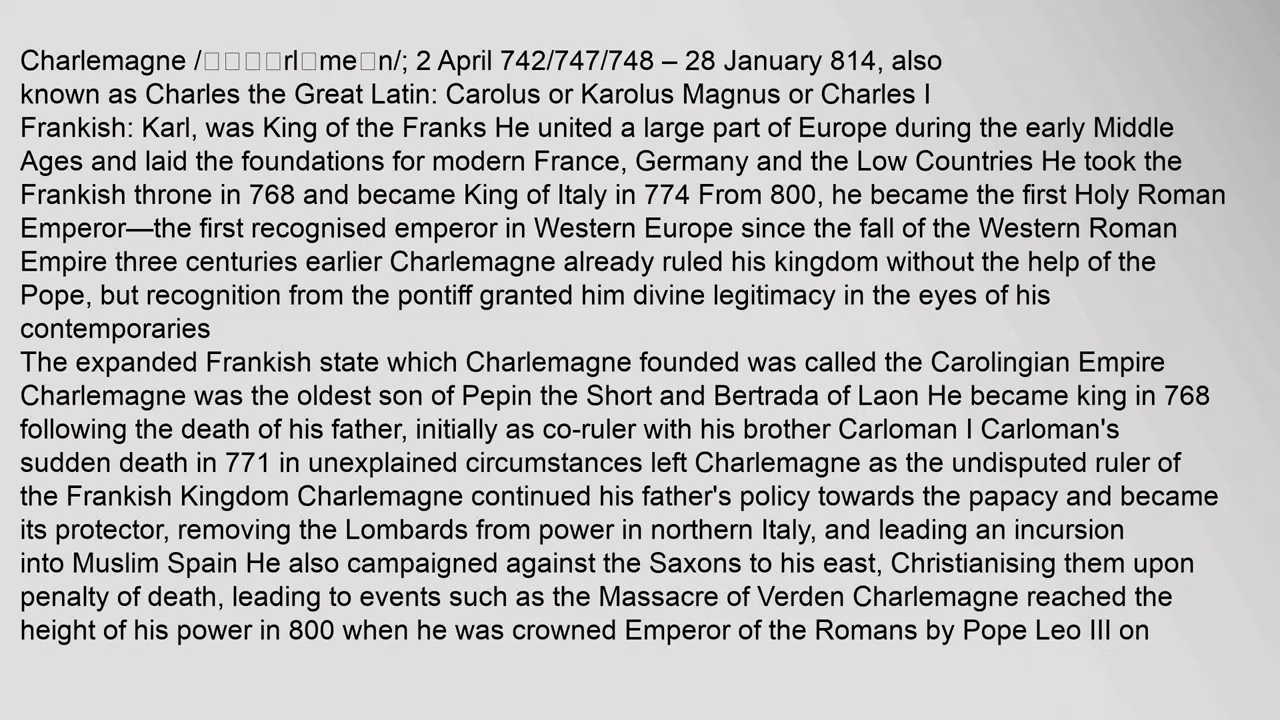 Charlemagne /□□□□rl□me□n/; 2 April 742/747/748 – 28 January 814, also
known as Charles the Great Latin: Carolus or Karolus Magnus or Charles I
Frankish: Karl, was King of the Franks He united a large part of Europe during the early Middle
Ages and laid the foundations for modern France, Germany and the Low Countries He took the
Frankish throne in 768 and became King of Italy in 774 From 800, he became the first Holy Roman
Emperor—the first recognised emperor in Western Europe since the fall of the Western Roman
Empire three centuries earlier Charlemagne already ruled his kingdom without the help of the
Pope, but recognition from the pontiff granted him divine legitimacy in the eyes of his
contemporaries
The expanded Frankish state which Charlemagne founded was called the Carolingian Empire
Charlemagne was the oldest son of Pepin the Short and Bertrada of Laon He became king in 768
following the death of his father, initially as co-ruler with his brother Carloman I Carloman's
sudden death in 771 in unexplained circumstances left Charlemagne as the undisputed ruler of
the Frankish Kingdom Charlemagne continued his father's policy towards the papacy and became
its protector, removing the Lombards from power in northern Italy, and leading an incursion
into Muslim Spain He also campaigned against the Saxons to his east, Christianising them upon
penalty of death, leading to events such as the Massacre of Verden Charlemagne reached the
height of his power in 800 when he was crowned Emperor of the Romans by Pope Leo III on